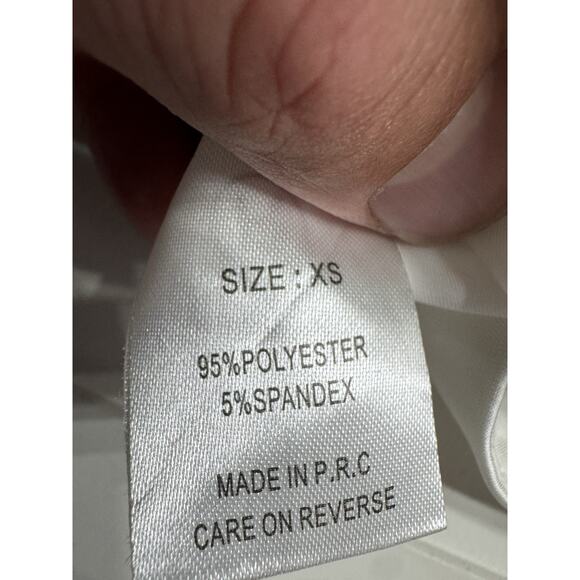 SIZE : XS
95%POLYESTER
5%SPANDEX
MADE IN P.R.C
CARE ON REVERSE